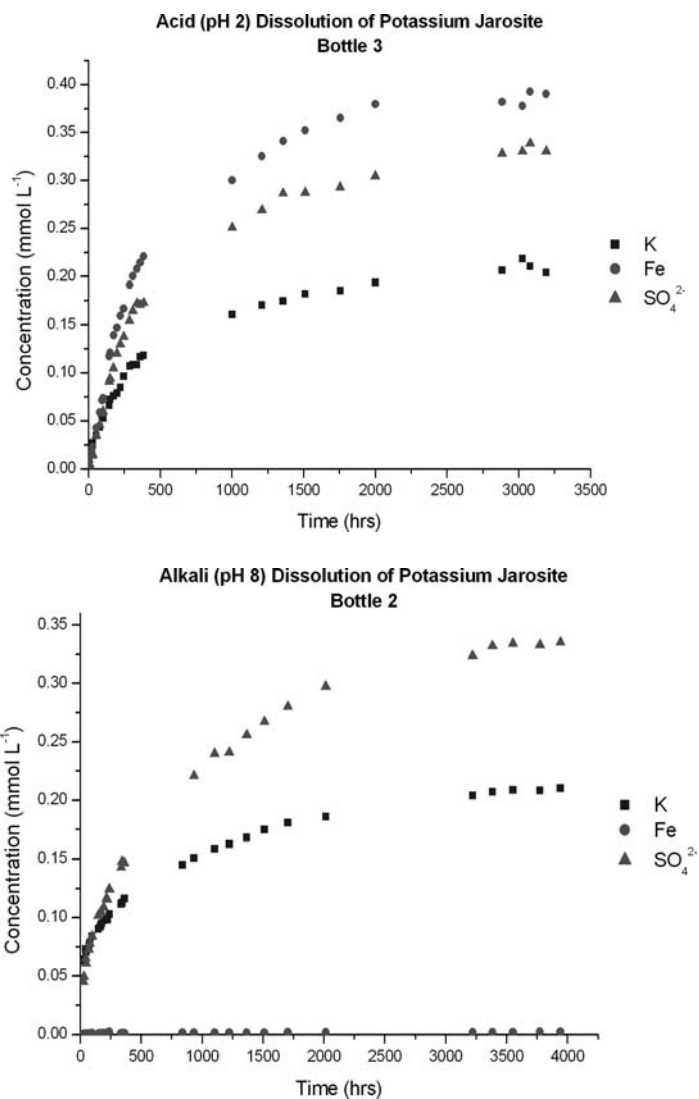 Acid (pH 2) Dissolution of Potassium Jarosite
Bottle 3
0.40
0.35
0.30
0.25
0.20
0.15
0.10
0.05
0.00
Concentration (mmol L⁻¹)
K
Fe
SO₄²⁻
0 500 1000 1500 2000 2500 3000 3500
Time (hrs)
Alkali (pH 8) Dissolution of Potassium Jarosite
Bottle 2
0.35
0.30
0.25
0.20
0.15
0.10
0.05
0.00
Concentration (mmol L⁻¹)
K
Fe
SO₄²⁻
0 500 1000 1500 2000 2500 3000 3500 4000
Time (hrs)